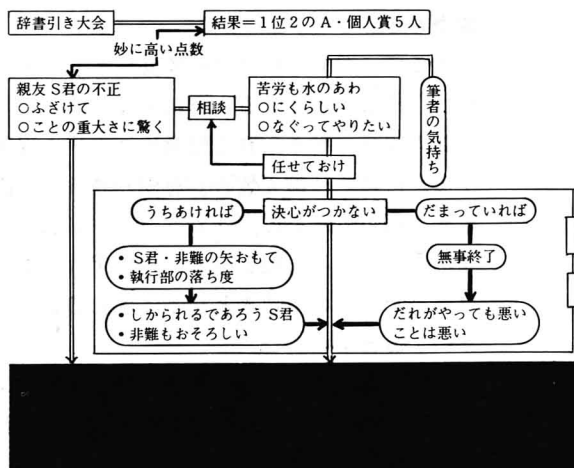 辞書引き大会
結果＝1位2のA・個人賞5人
妙に高い点数
親友S君の不正
○ふざけて
○ことの重大さに驚く
相談
苦労も水のあわ
○にくらしい
○なぐってやりたい
筆者の気持ち
任せておけ
うちあければ
決心がつかない
だまっていれば
・S君・非難の矢おもて
・執行部の落ち度
無事終了
・しかられるであろうS君
・非難もおそろしい
だれがやっても悪い
ことは悪い